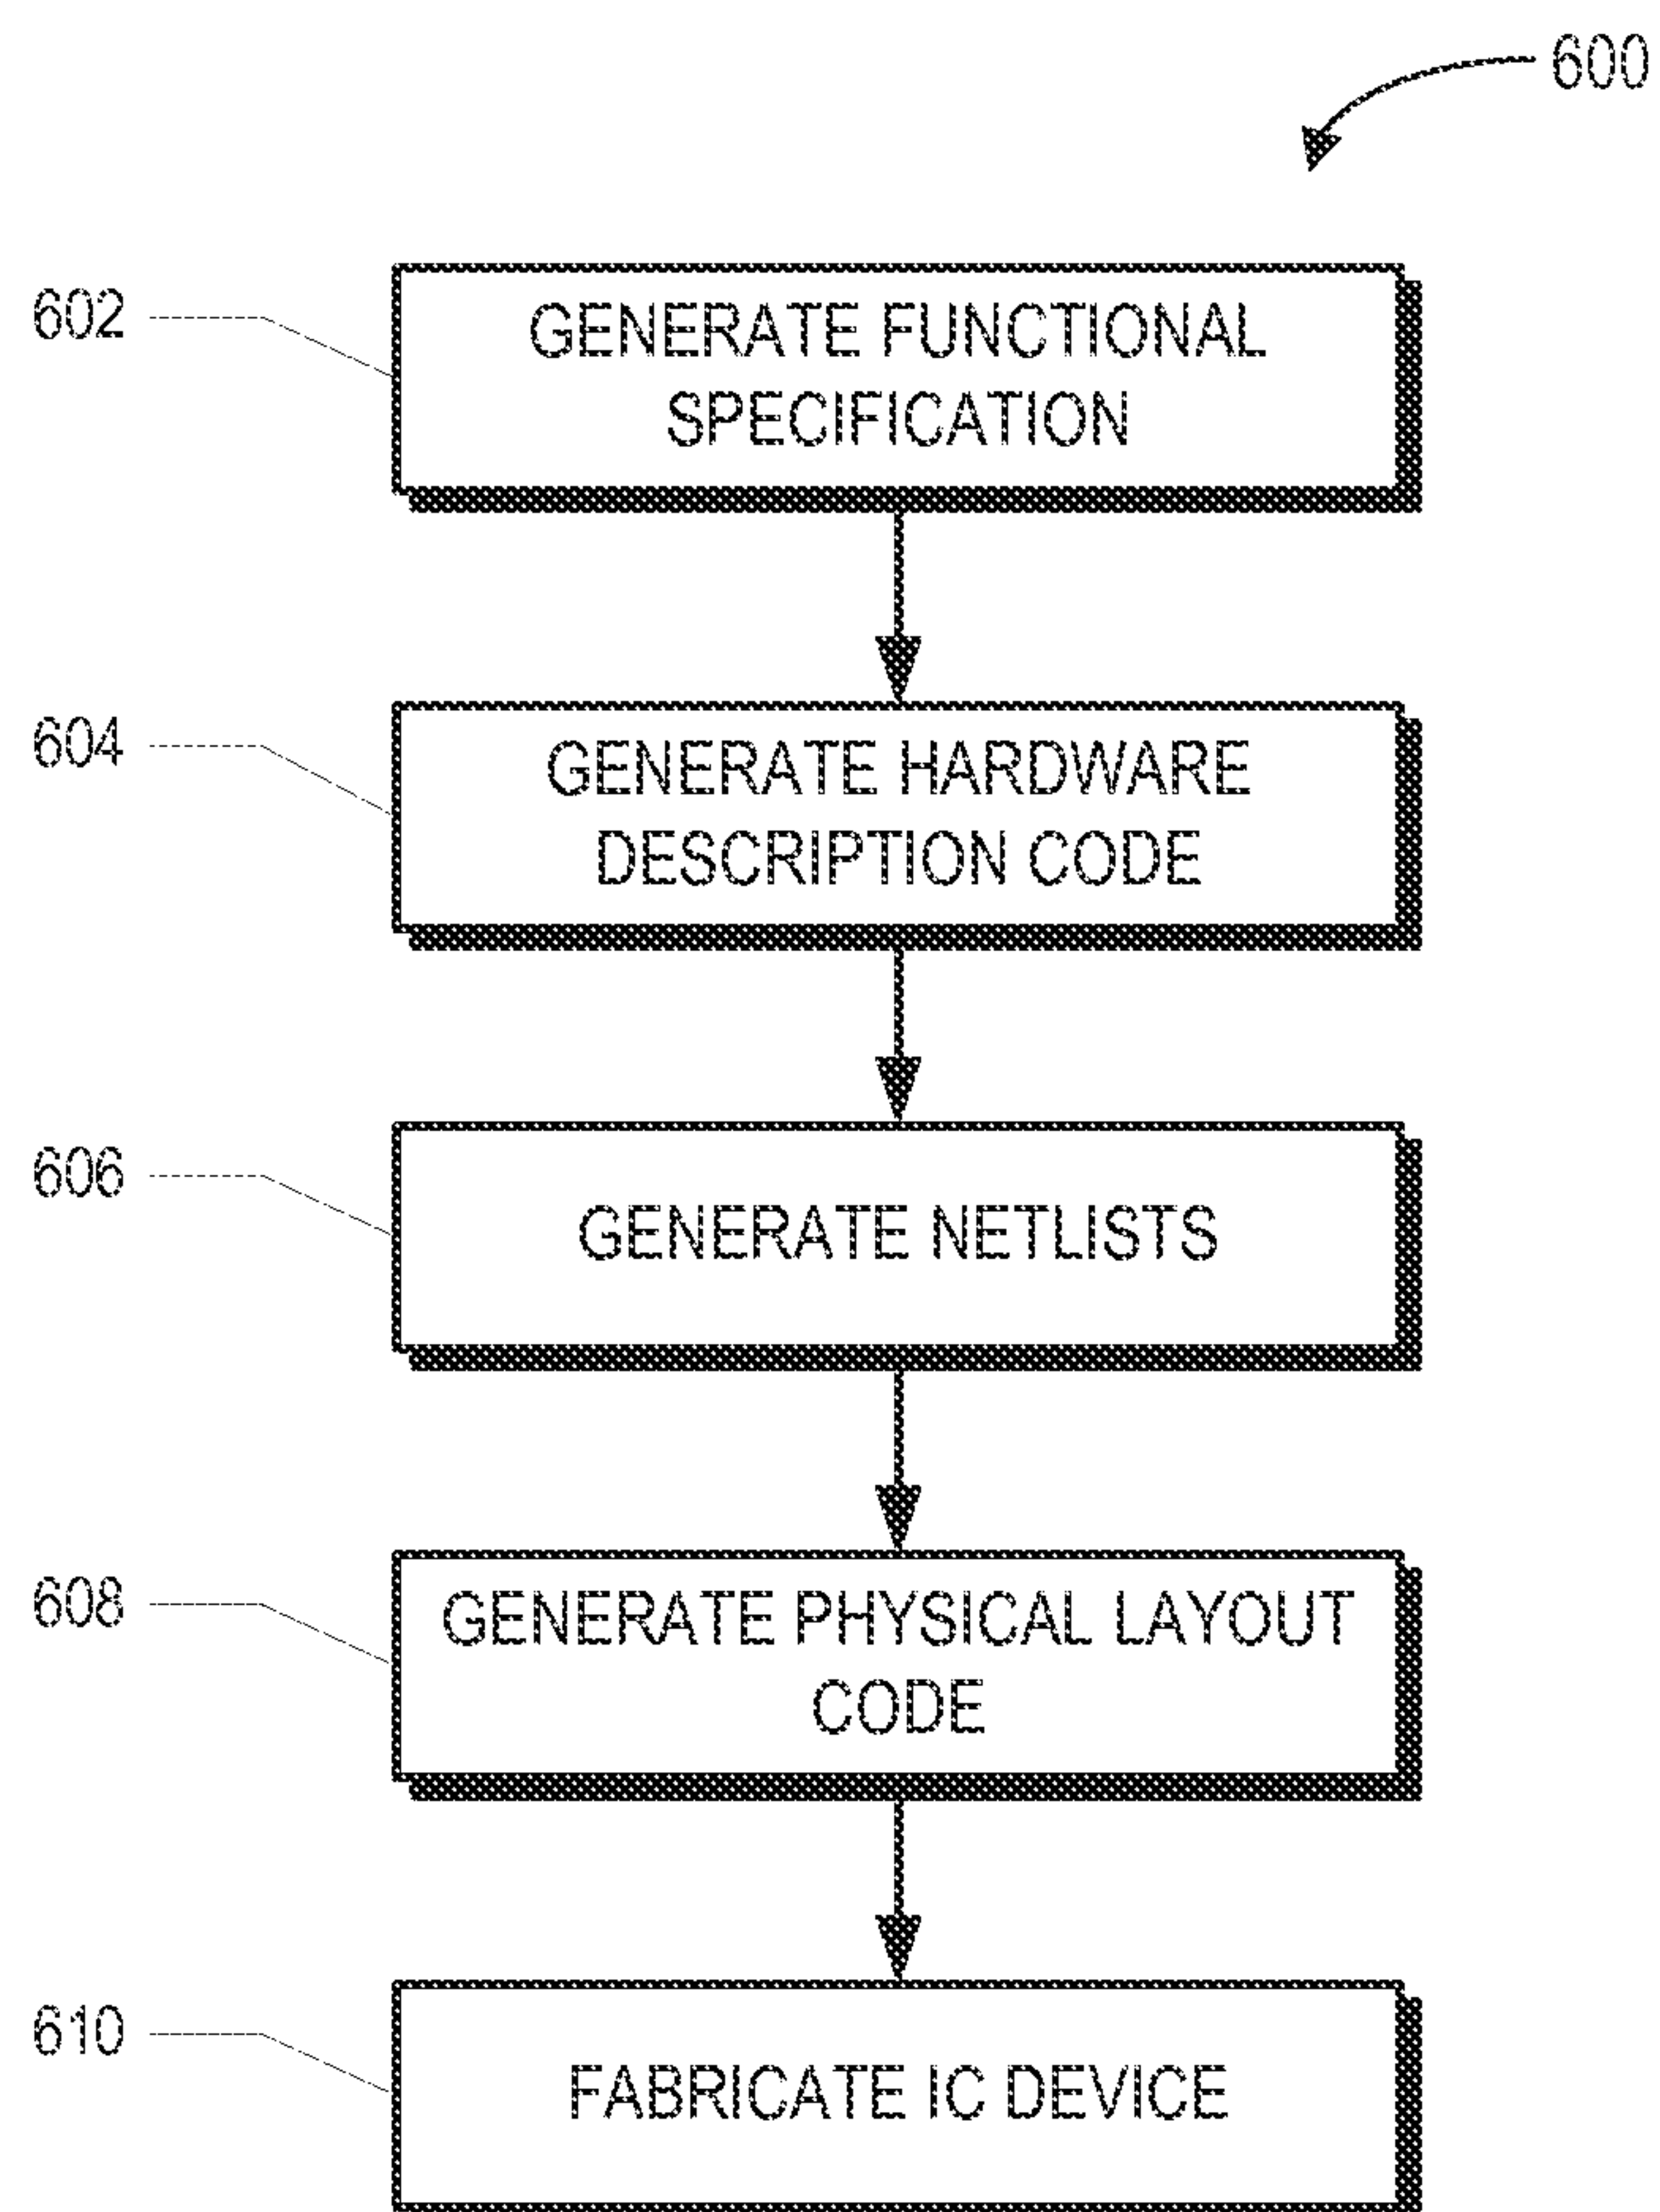 600
602
GENERATE FUNCTIONAL
SPECIFICATION
604
GENERATE HARDWARE
DESCRIPTION CODE
606
GENERATE NETLISTS
608
GENERATE PHYSICAL LAYOUT
CODE
610
FABRICATE IC DEVICE